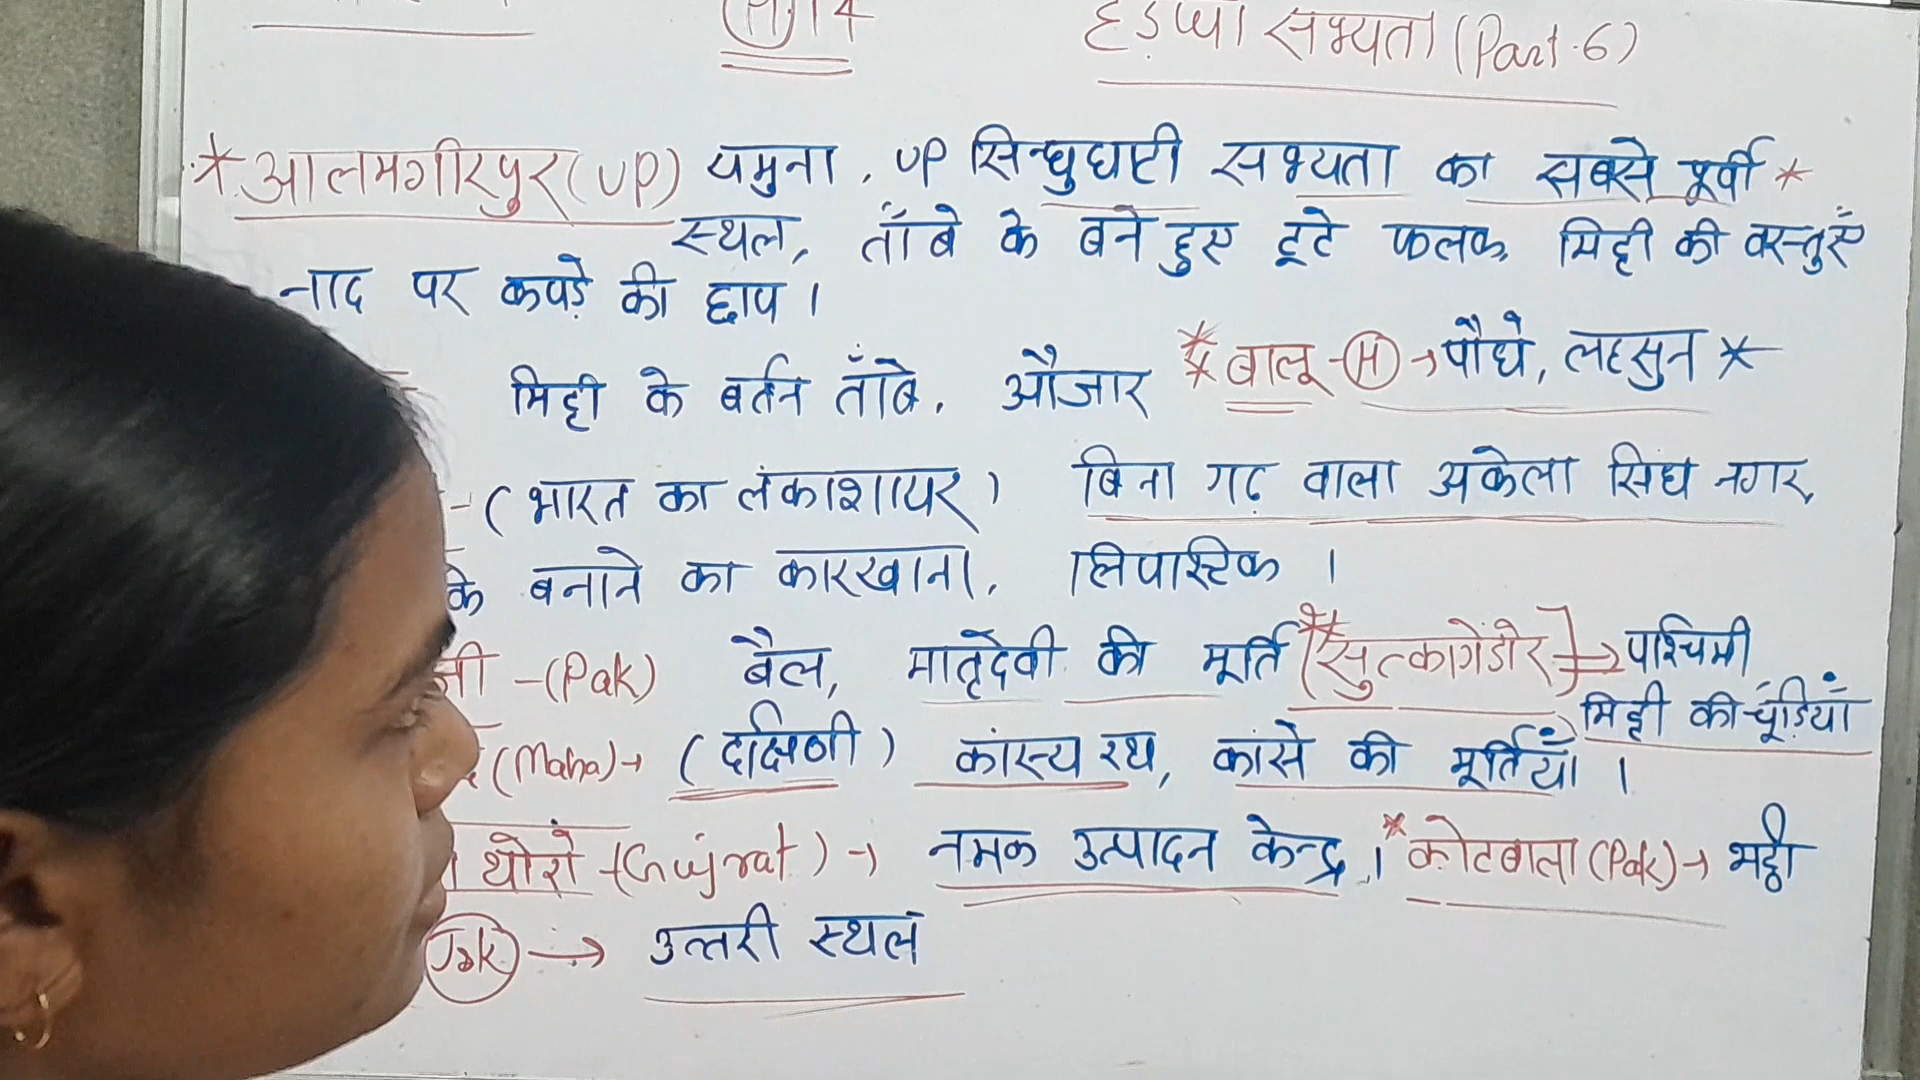 हड़प्पा सभ्यता (Part-6)
* आलमगीरपुर (UP) यमुना, UP सिन्धुघाटी सभ्यता का सबसे पूर्वी *
स्थल, ताँबे के बने हुए टूटे फलक, मिट्टी की वस्तुएँ
नाद पर कपड़े की छाप।
मिट्टी के बर्तन ताँबे, औजार ** बालू - (H) → पौधे, लहसुन *
- (भारत का लंकाशायर) बिना गढ़ वाला अकेला सिंध नगर,
के बनाने का कारखाना, लिपास्टिक ।
-(Pak) बैल, मातृदेवी की मूर्ति [** सुत्कागेंडोर] → पश्चिमी
मिट्टी की चूड़ियाँ
(Maha)→ (दक्षिणी) कांस्य रथ, कांसे की मूर्तियाँ ।
थोरो -(Gujrat) → नमक उत्पादन केन्द्र । * कोटबाला (Pak) → भट्ठी
(J&k) → उत्तरी स्थल